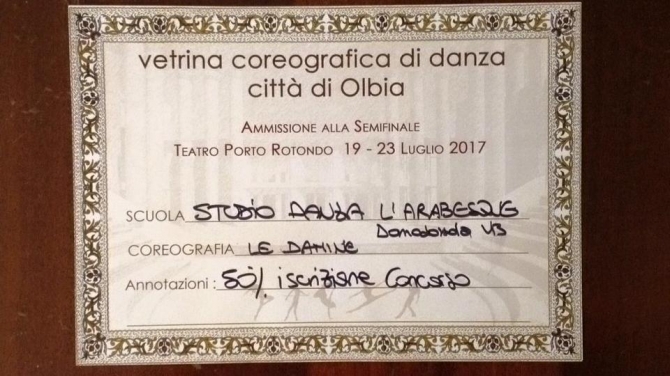 vetrina coreografica di danza
città di Olbia
AMMISSIONE ALLA SEMIFINALE
TEATRO PORTO ROTONDO 19 - 23 LUGLIO 2017
SCUOLA STUDIO DANZA L'ARABESQUE
Domodossola VB
COREOGRAFIA LE DAMINE
Annotazioni: 50% iscrizione Concorso